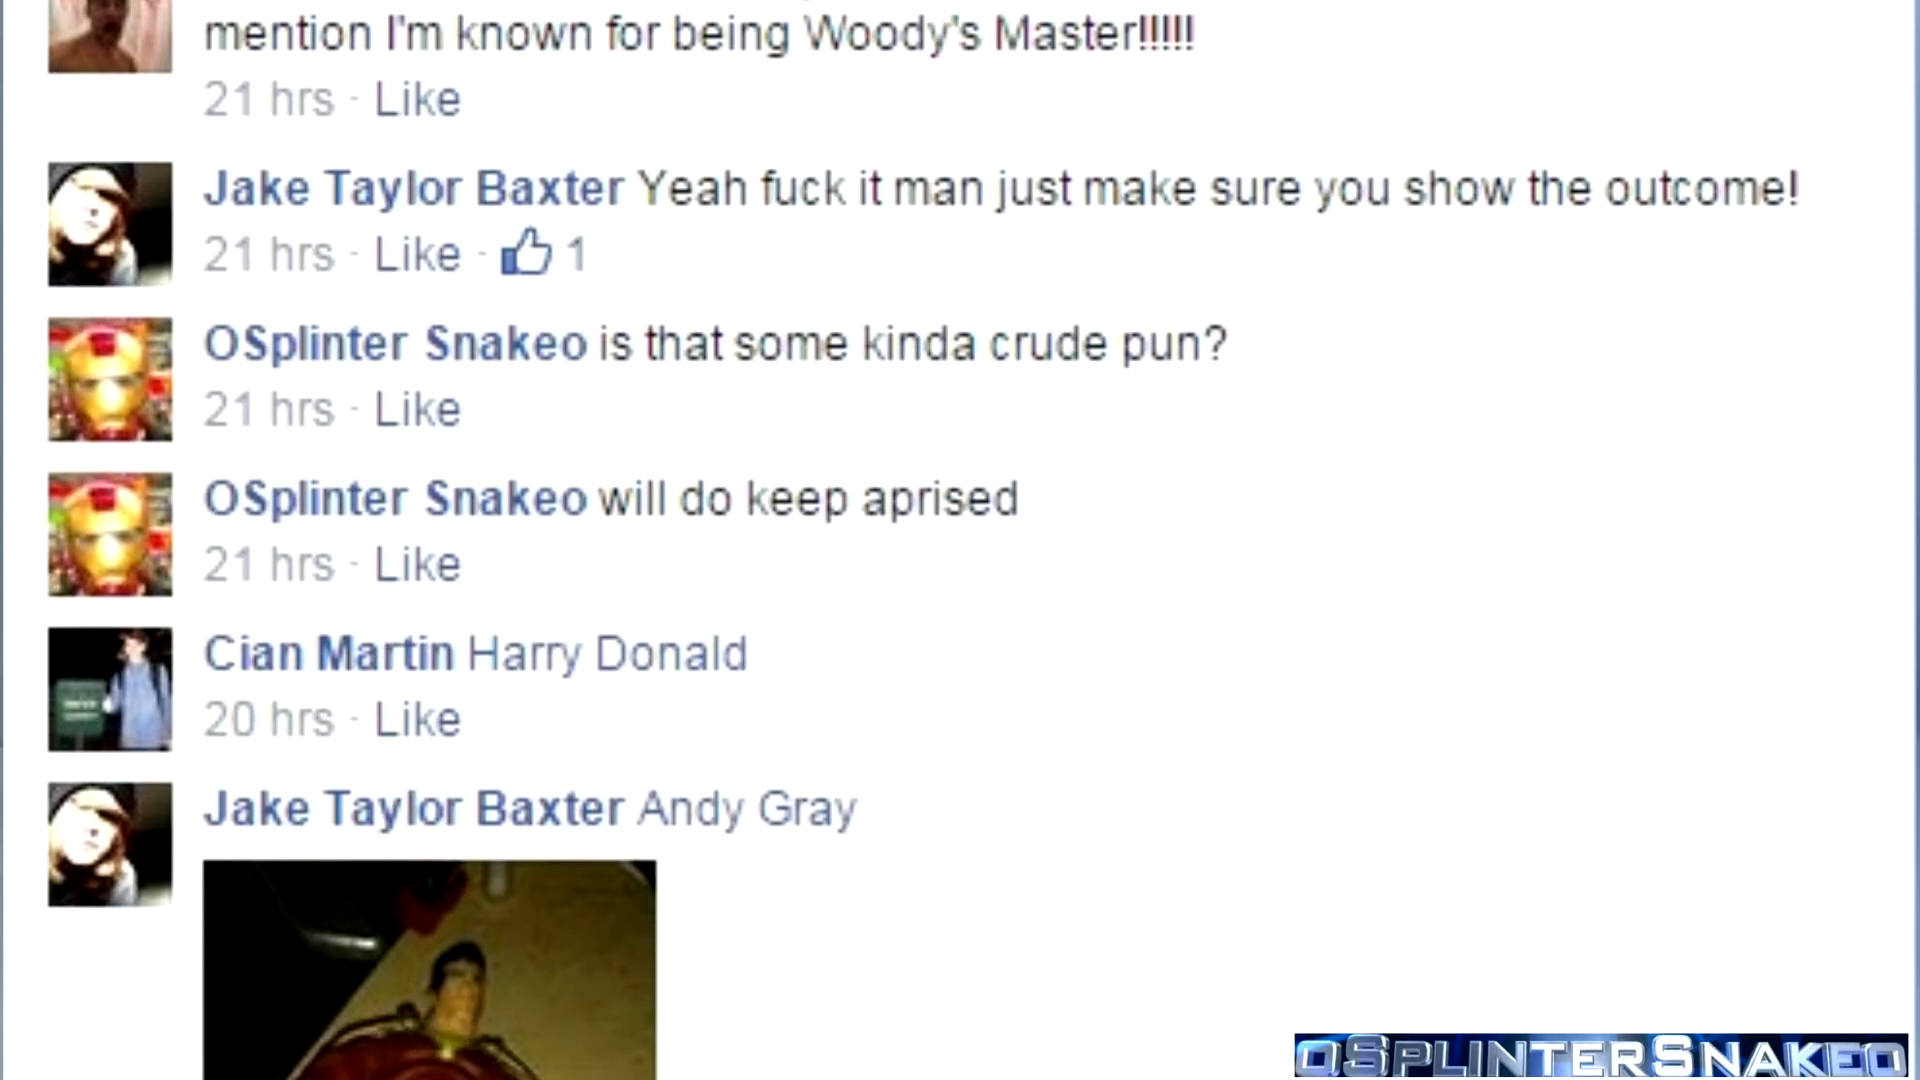 mention I'm known for being Woody's Master!!!!!
21 hrs · Like
Jake Taylor Baxter Yeah fuck it man just make sure you show the outcome!
21 hrs · Like · 1
OSplinter Snakeo is that some kinda crude pun?
21 hrs · Like
OSplinter Snakeo will do keep aprised
21 hrs · Like
Cian Martin Harry Donald
20 hrs · Like
Jake Taylor Baxter Andy Gray
OSPLINTERSNAKEO